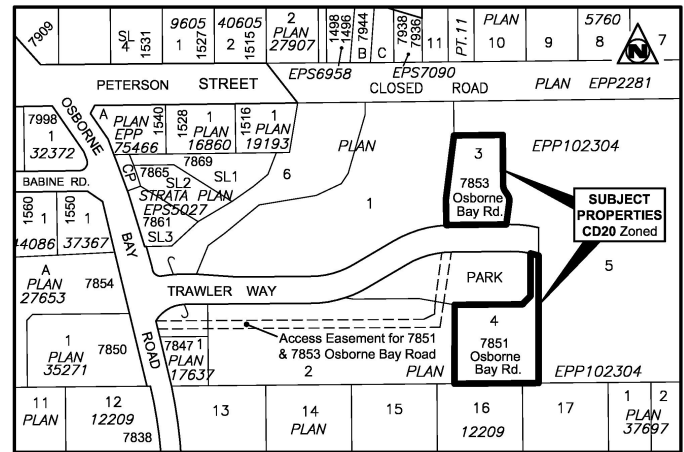 7909
SL
4
1531
9605
1
1527
40605
2
1515
2
PLAN
27907
1498
1496
7944
B
C
7938
7936
11
PT.11
PLAN
10
9
5760
8
N
7
EPS6958
EPS7090
PETERSON STREET
CLOSED ROAD
PLAN EPP2281
OSBORNE BAY ROAD
7998
1
32372
A
PLAN
EPP
75466
1540
1528
1
PLAN
16860
1516
1
PLAN
19193
BABINE RD.
CP
7869
SL1
7865
SL2
STRATA PLAN
EPS5027
7861
SL3
6
PLAN
1
3
7853
Osborne
Bay Rd.
EPP102304
SUBJECT
PROPERTIES
CD20 Zoned
1560
1
44086
1550
1
37367
A
PLAN
27653
7854
TRAWLER WAY
PARK
5
1
PLAN
35271
7850
7847 1
PLAN
17637
Access Easement for 7851
& 7853 Osborne Bay Road
2
PLAN
4
7851
Osborne
Bay Rd.
EPP102304
11
PLAN
12
12209
7838
13
14
PLAN
15
16
12209
17
1
2
PLAN
37697